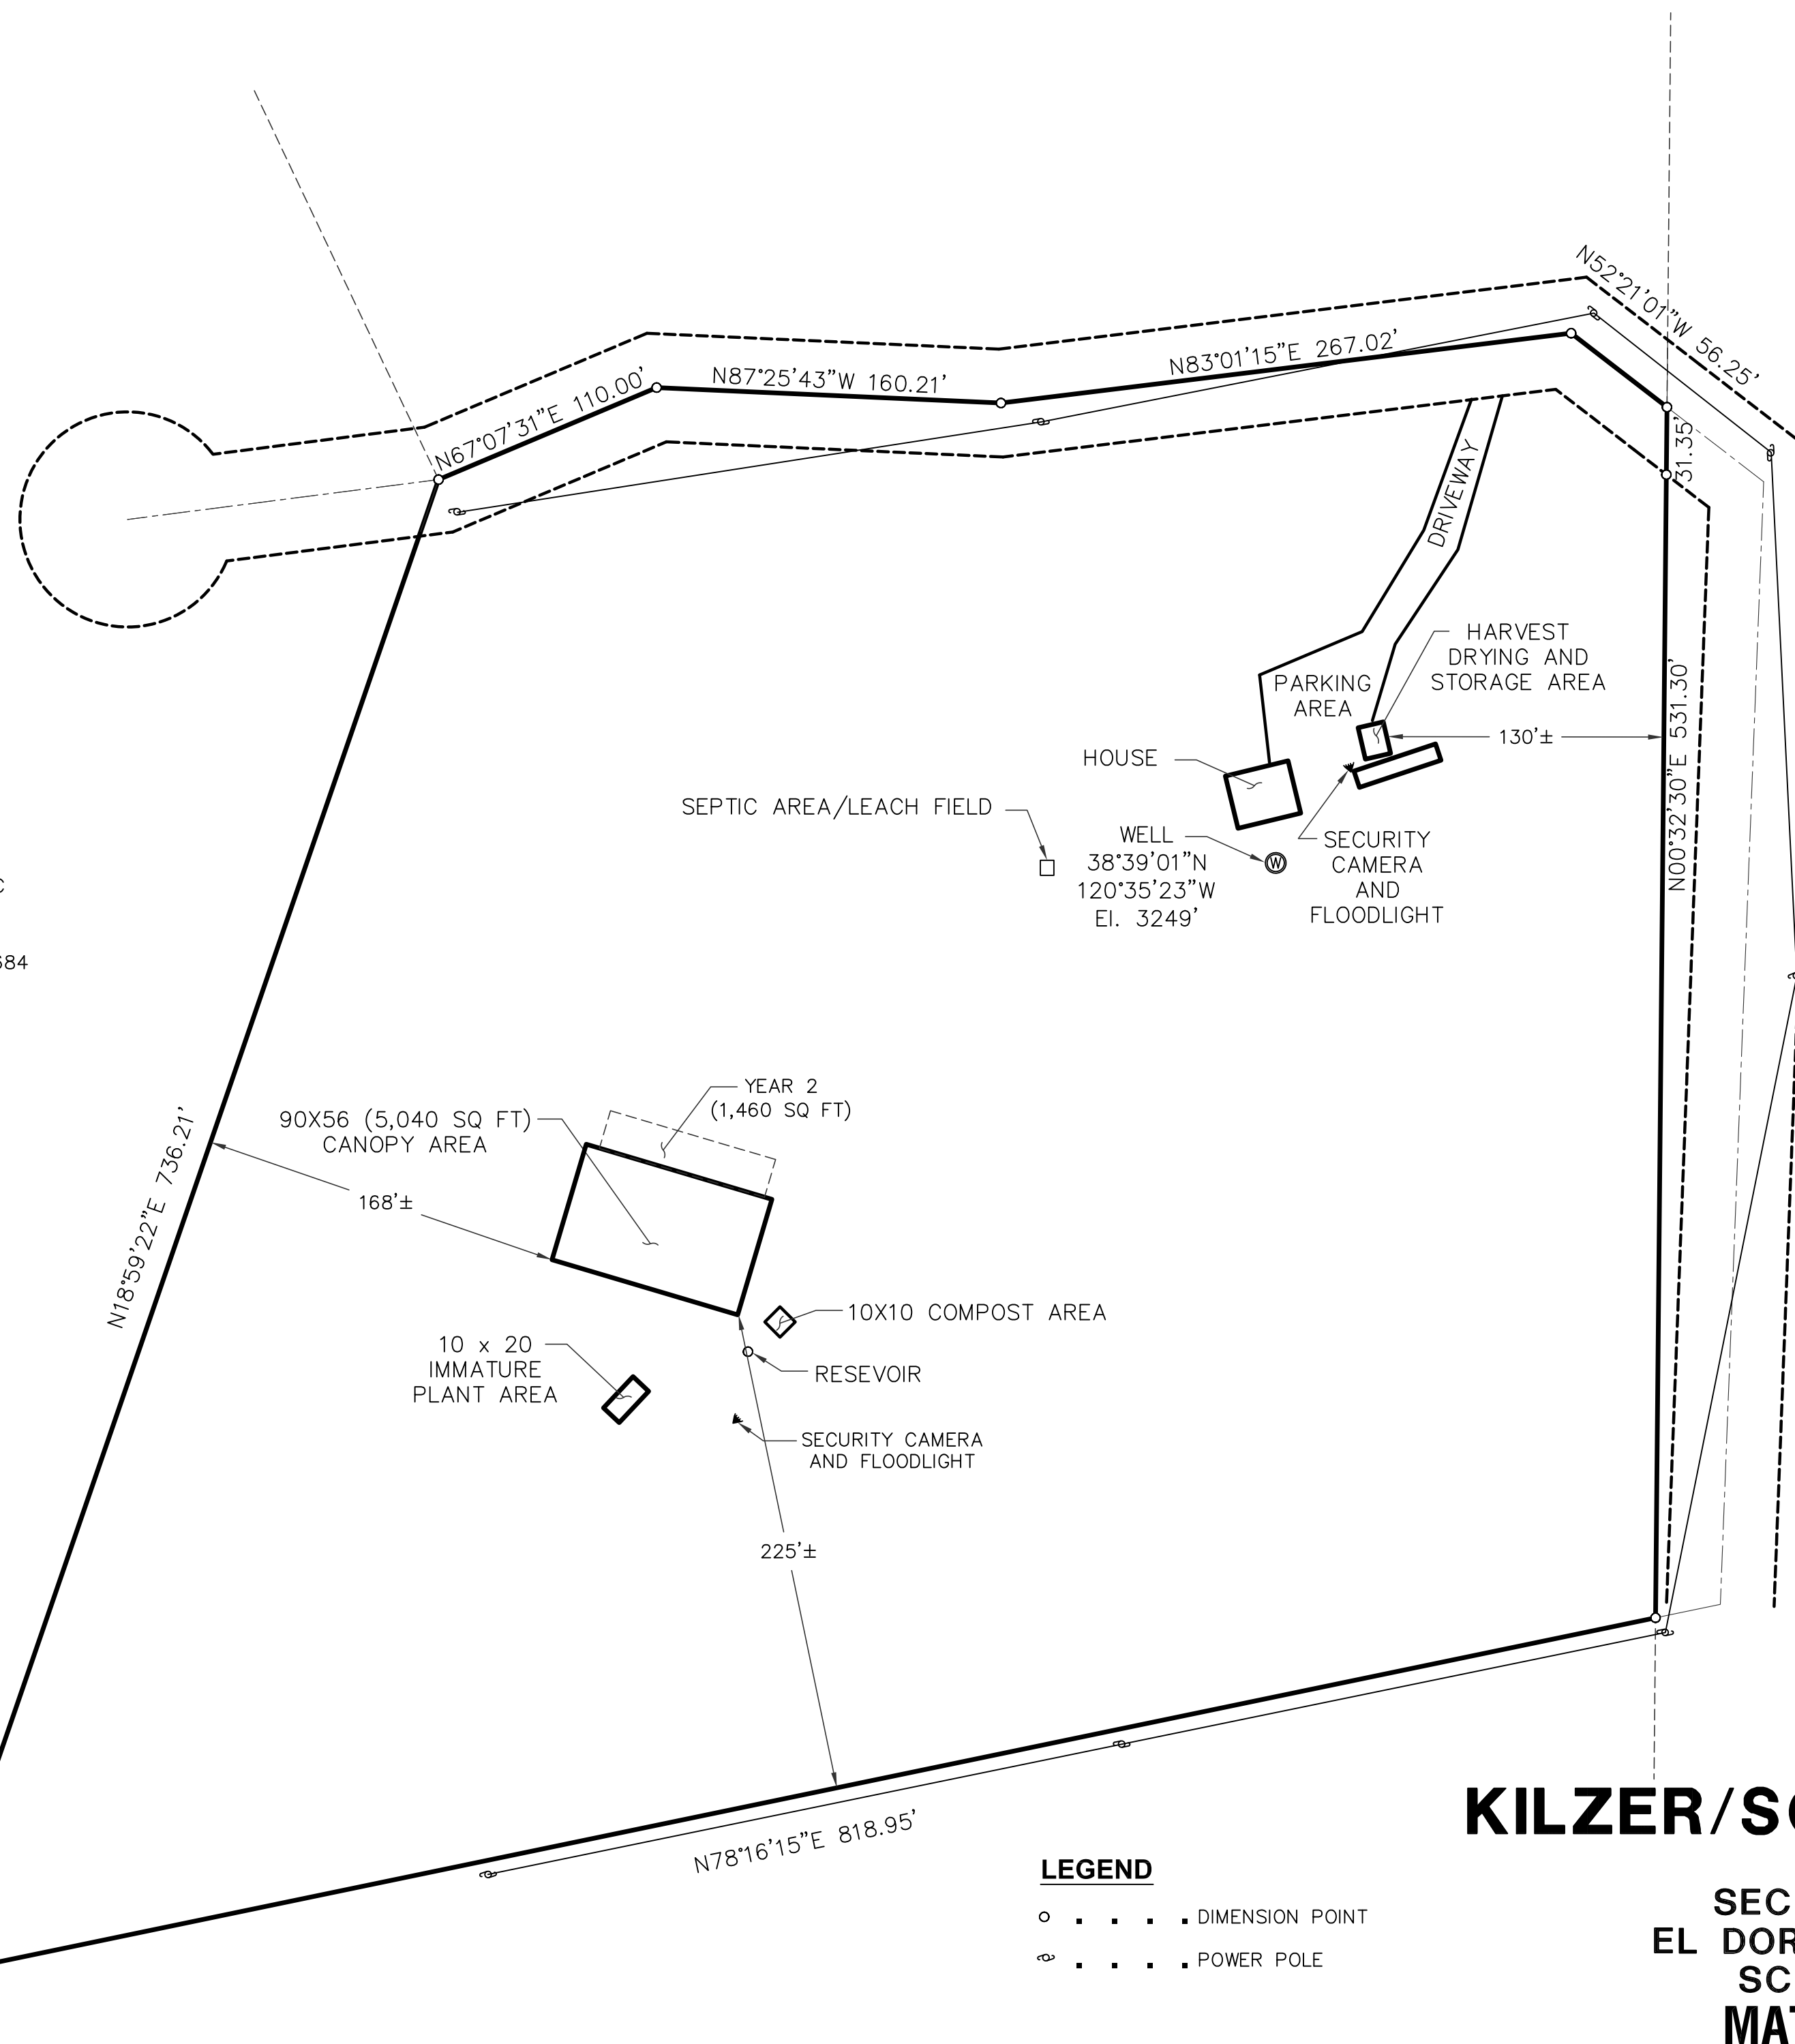 N52°21'01"W 56.25'
N83°01'15"E 267.02'
N87°25'43"W 160.21'
N67°07'31"E 110.00'
31.35'
DRIVEWAY
HARVEST
DRYING AND
STORAGE AREA
PARKING
AREA
N00°32'30"E 531.30'
130'±
HOUSE
SEPTIC AREA/LEACH FIELD
WELL
38°39'01"N
120°35'23"W
El. 3249'
W
SECURITY
CAMERA
AND
FLOODLIGHT
C
684
YEAR 2
(1,460 SQ FT)
90X56 (5,040 SQ FT)
CANOPY AREA
N18°59'22"E 736.21'
168'±
10X10 COMPOST AREA
10 x 20
IMMATURE
PLANT AREA
RESEVOIR
SECURITY CAMERA
AND FLOODLIGHT
225'±
N78°16'15"E 818.95'
KILZER/SC
LEGEND
DIMENSION POINT
POWER POLE
SEC
EL DOR
SC
MAT